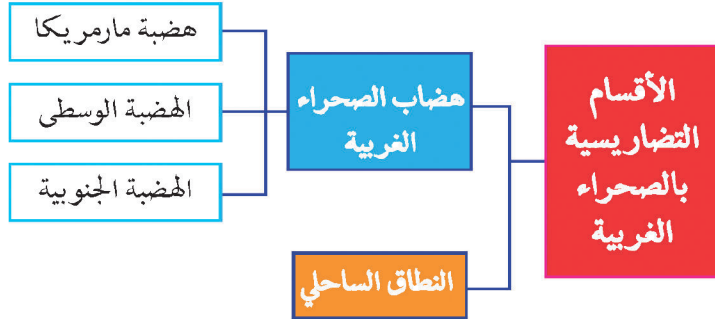 الأقسام
التضاريسية
بالصحراء
الغربية
هضاب الصحراء
الغربية
هضبة مارمريكا
الهضبة الوسطى
الهضبة الجنوبية
النطاق الساحلي